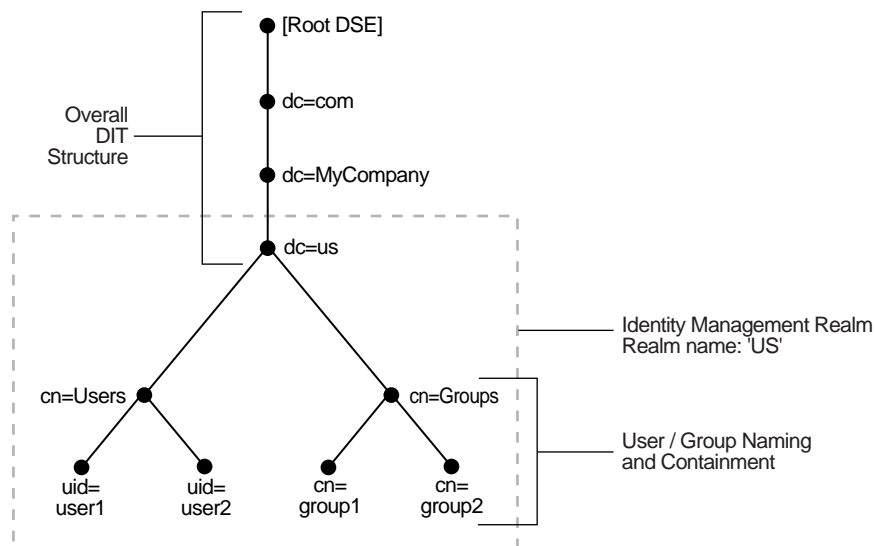 [Root DSE]
dc=com
Overall
DIT
Structure
dc=MyCompany
dc=us
Identity Management Realm
Realm name: 'US'
cn=Users
cn=Groups
User / Group Naming
and Containment
uid=
user1
uid=
user2
cn=
group1
cn=
group2